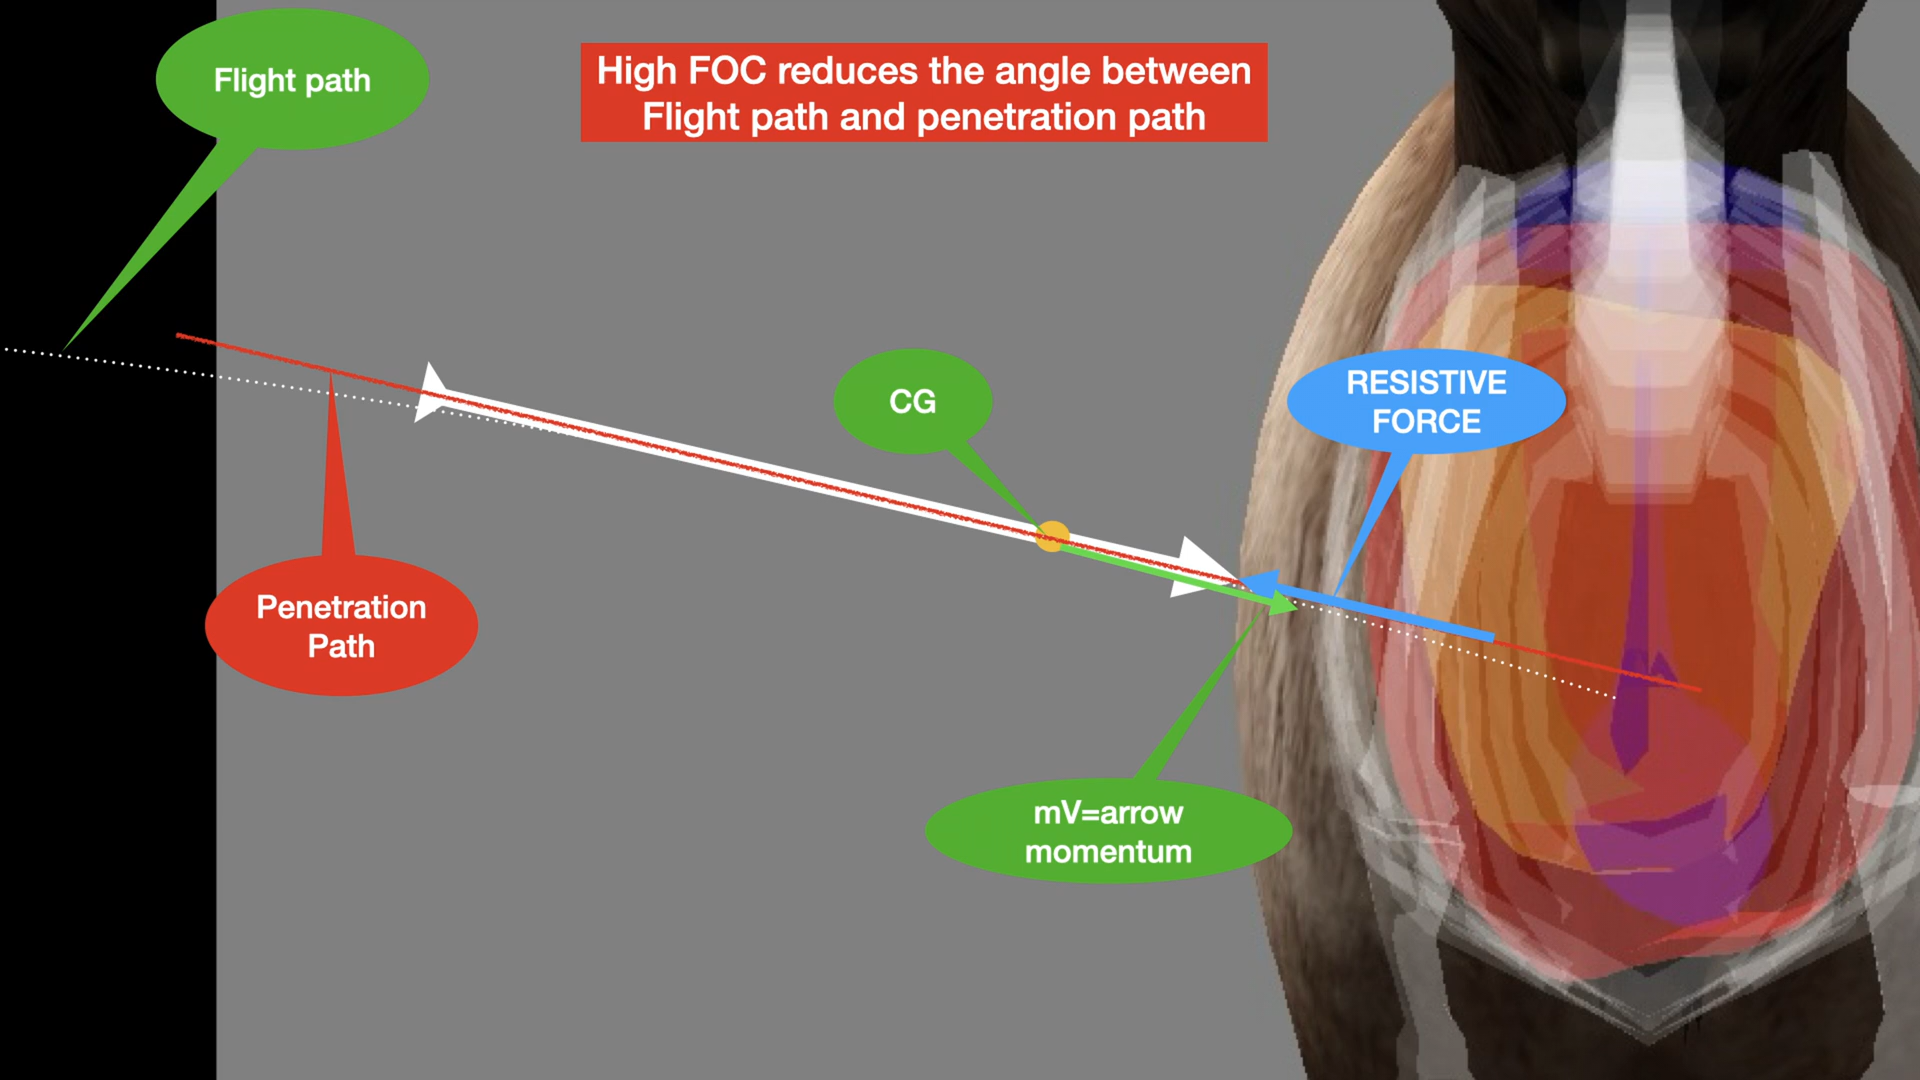 Flight path
High FOC reduces the angle between
Flight path and penetration path
CG
RESISTIVE
FORCE
Penetration
Path
mV=arrow
momentum